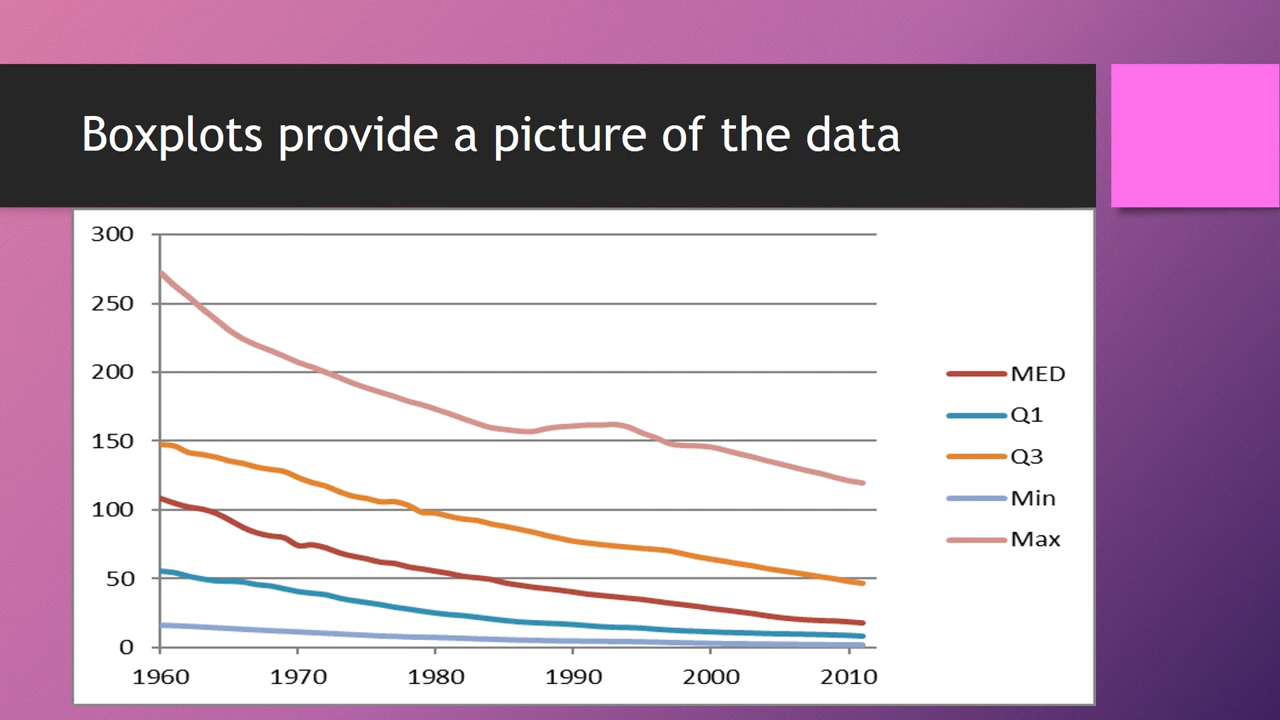 Boxplots provide a picture of the data
300
250
200
150
100
50
0
1960 1970 1980 1990 2000 2010
MED
Q1
Q3
Min
Max